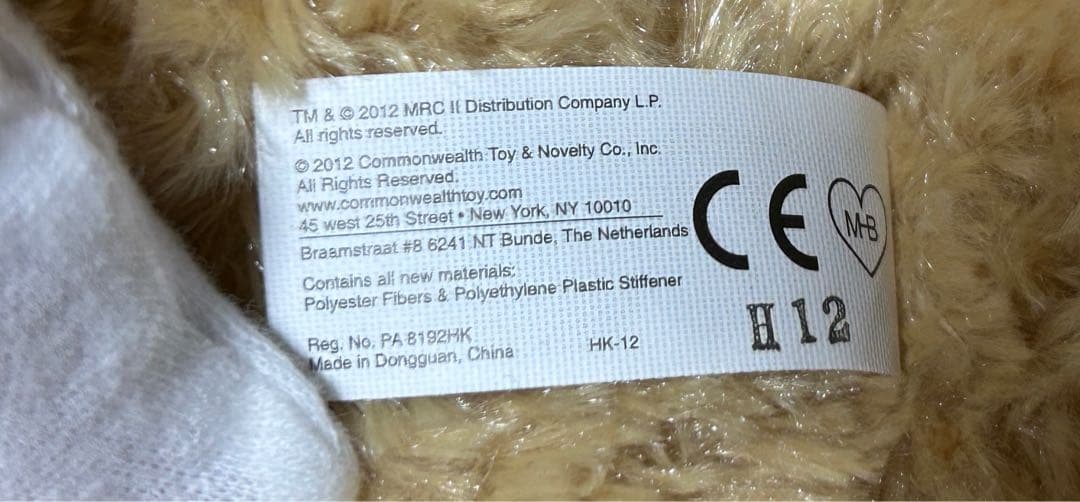 TM & © 2012 MRC II Distribution Company L.P.
All rights reserved.
© 2012 Commonwealth Toy & Novelty Co., Inc.
All Rights Reserved.
www.commonwealthtoy.com
45 west 25th Street • New York, NY 10010
Braamstraat #8 6241 NT Bunde, The Netherlands
Contains all new materials:
Polyester Fibers & Polyethylene Plastic Stiffener
Reg. No. PA 8192HK
Made in Dongguan, China
HK-12
CE
M-B
H 12